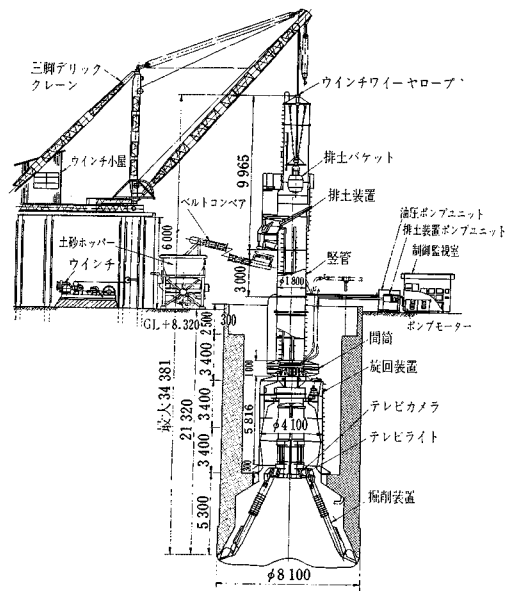 三脚デリック
クレーン
ウインチワイヤロープ
ウインチ小屋
9 965
排土バケット
ベルトコンベア
排土装置
油圧ポンプユニット
排土装置ポンプユニット
制御監視室
6 000
土砂ホッパー
竪管
ウインチ
3 000
φ1 800
ポンプモーター
GL+8.320
2 500
300
間筒
旋回装置
3 400
最大 34 381
21 320
3 400
5 816
φ4 100
テレビカメラ
テレビライト
3 400
掘削装置
5 300
φ8 100